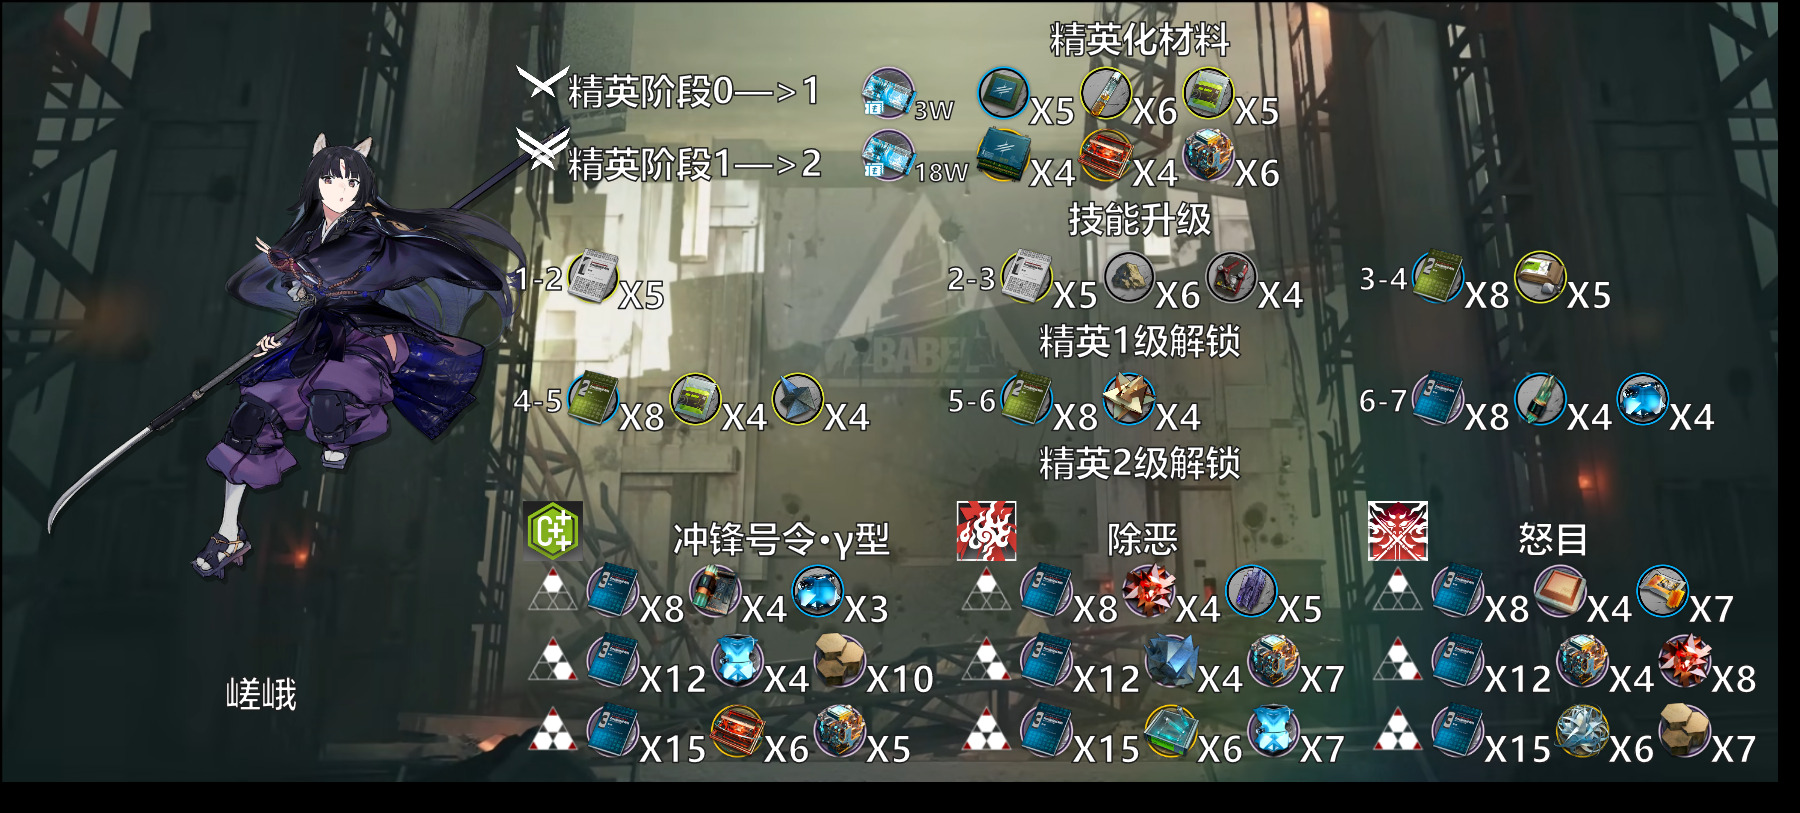 精英化材料
精英阶段0—>1 3W X5 X6 X5
精英阶段1—>2 18W X4 X4 X6
技能升级
1-2 X5 2-3 X5 X6 X4 3-4 X8 X5
BABEL
精英1级解锁
4-5 X8 X4 X4 5-6 X8 X4 6-7 X8 X4 X4
精英2级解锁
冲锋号令·γ型 除恶 怒目
X8 X4 X3 X8 X4 X5 X8 X4 X7
X12 X4 X10 X12 X4 X7 X12 X4 X8
嵯峨
X15 X6 X5 X15 X6 X7 X15 X6 X7